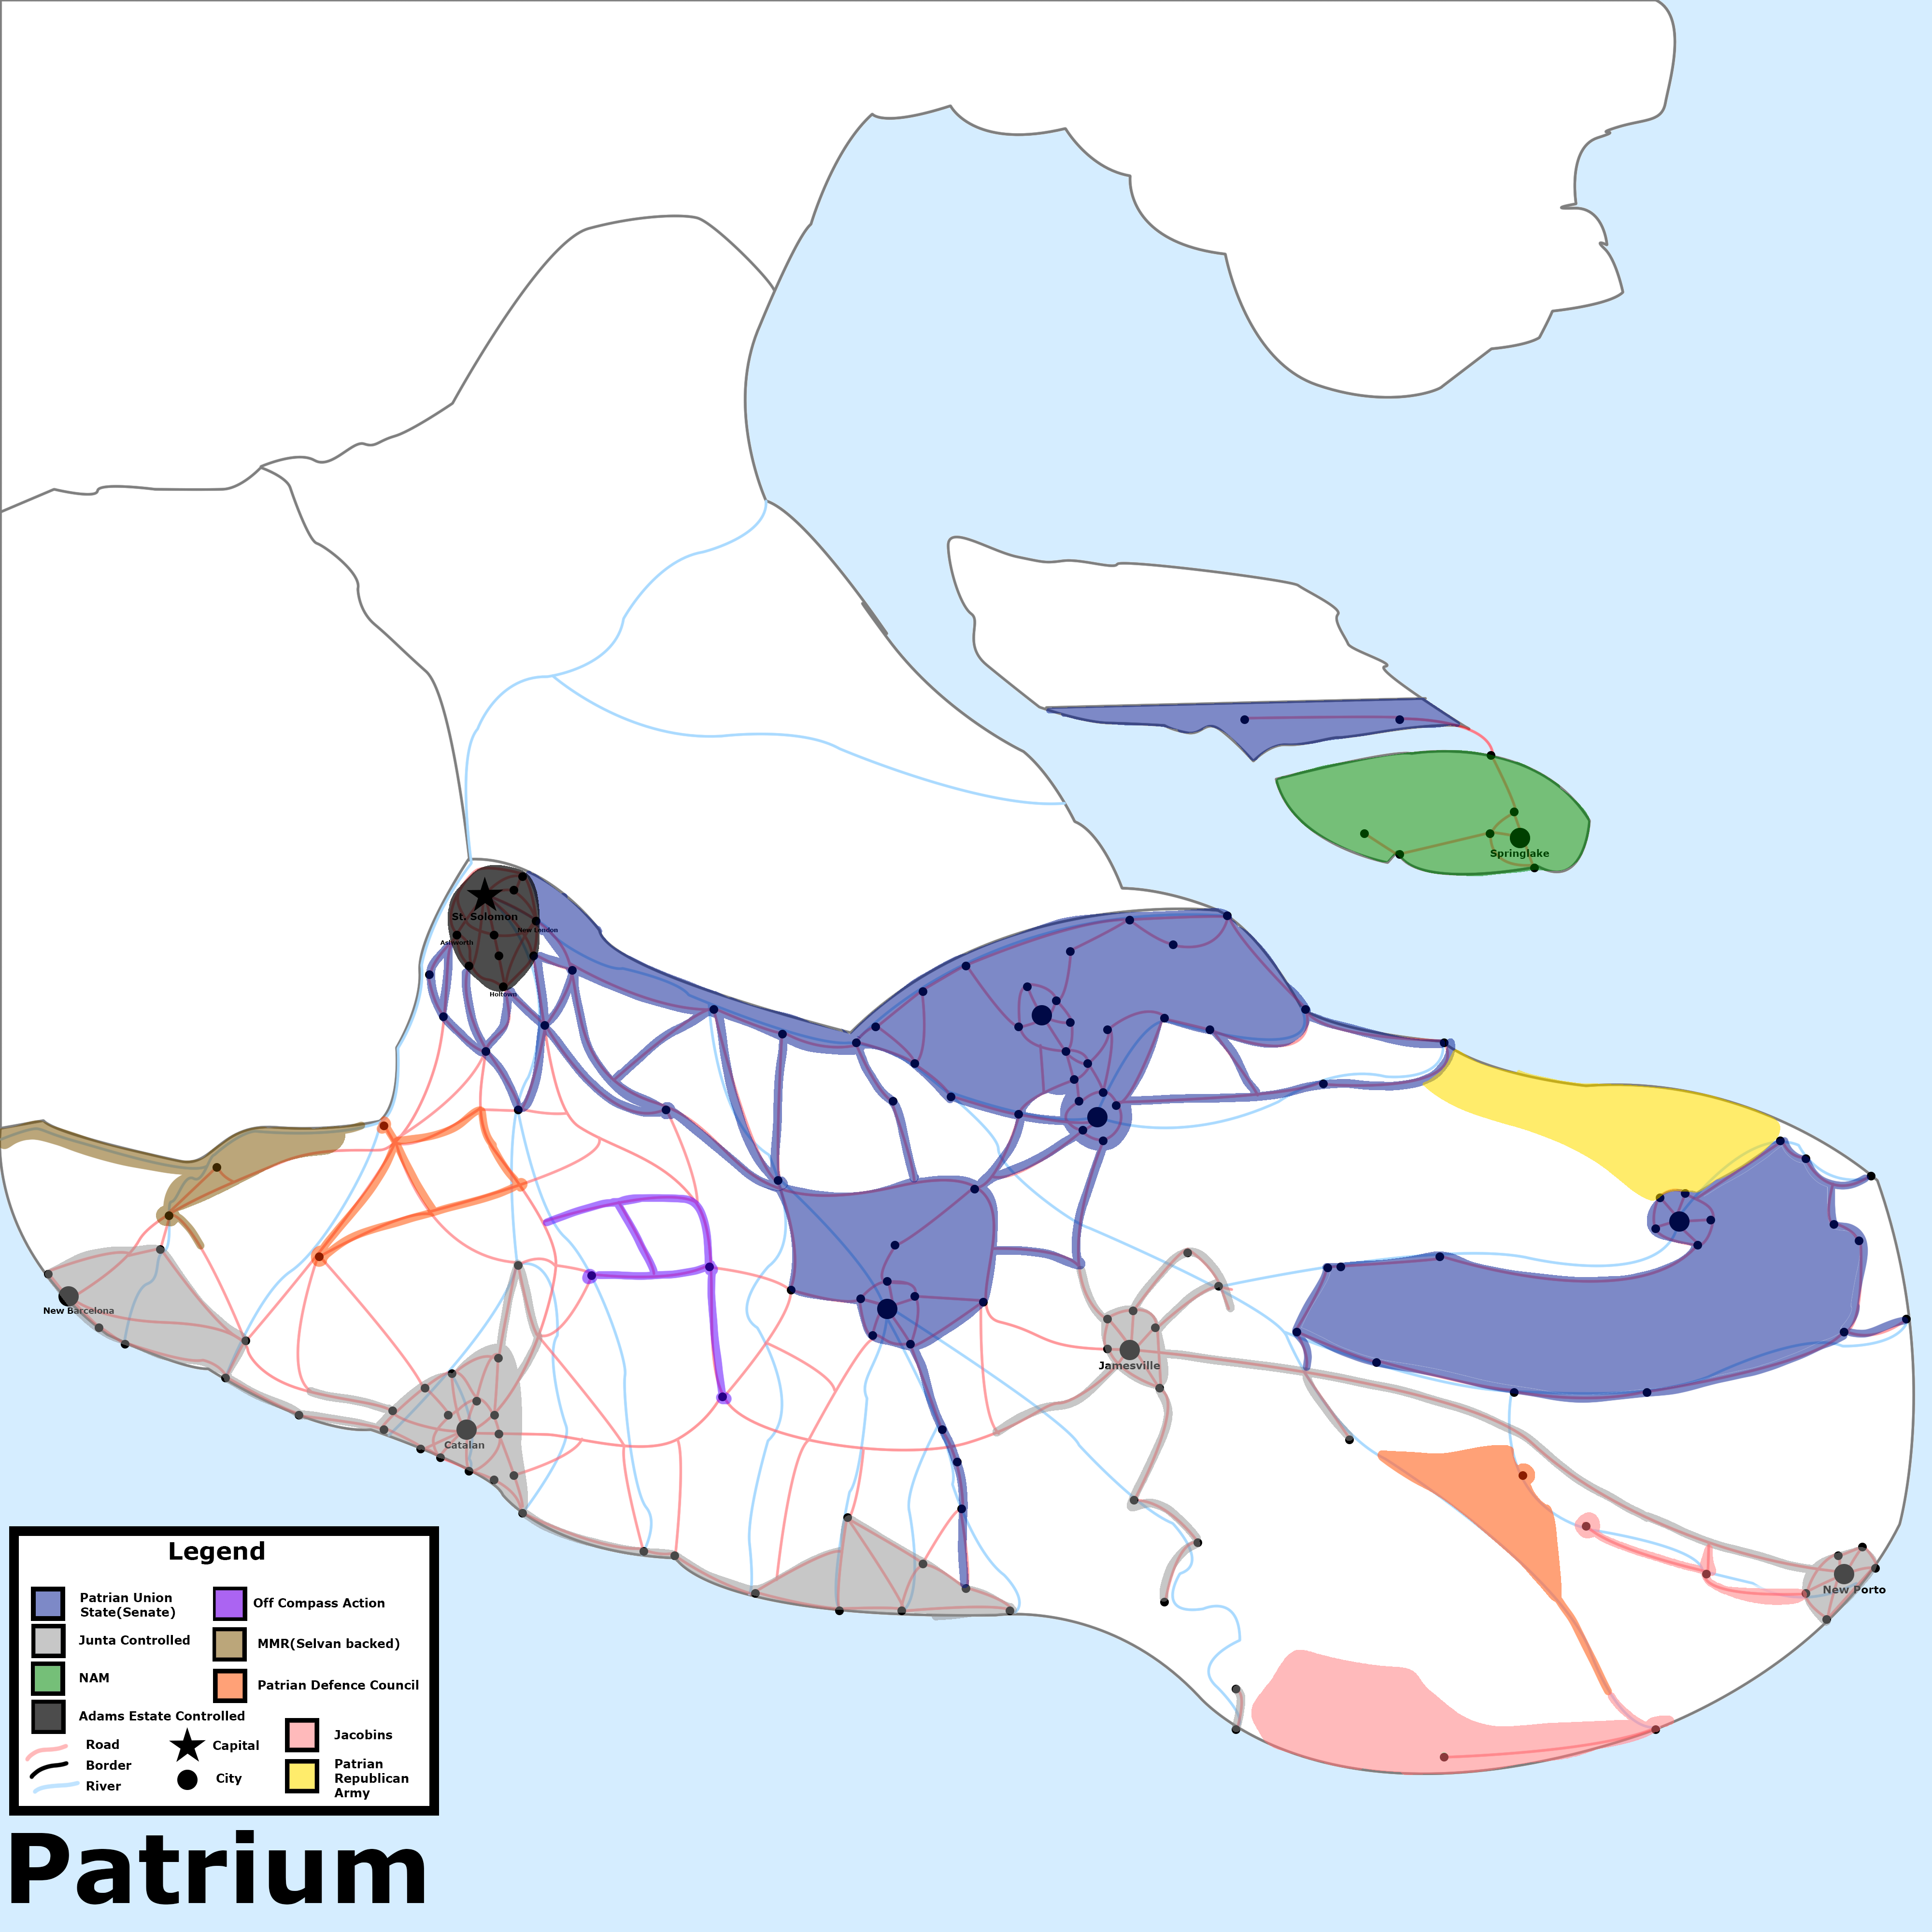 St. Solomon
New London
Ashworth
Holtown
Springlake
New Barcelona
Jamesville
Catalan
New Porto
Legend
Patrian Union
State(Senate)
Junta Controlled
NAM
Adams Estate Controlled
Road
Border
River
Off Compass Action
MMR(Selvan backed)
Patrian Defence Council
Capital
City
Jacobins
Patrian
Republican
Army
Patrium